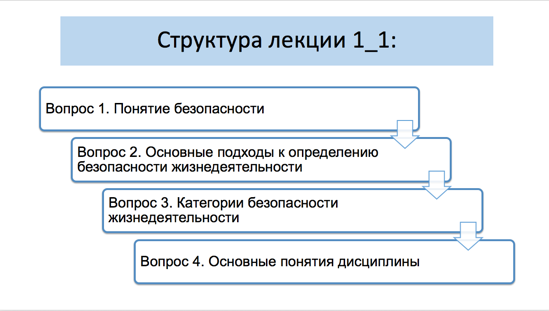 Структура лекции 1_1:
Вопрос 1. Понятие безопасности
Вопрос 2. Основные подходы к определению
безопасности жизнедеятельности
Вопрос 3. Категории безопасности
жизнедеятельности
Вопрос 4. Основные понятия дисциплины